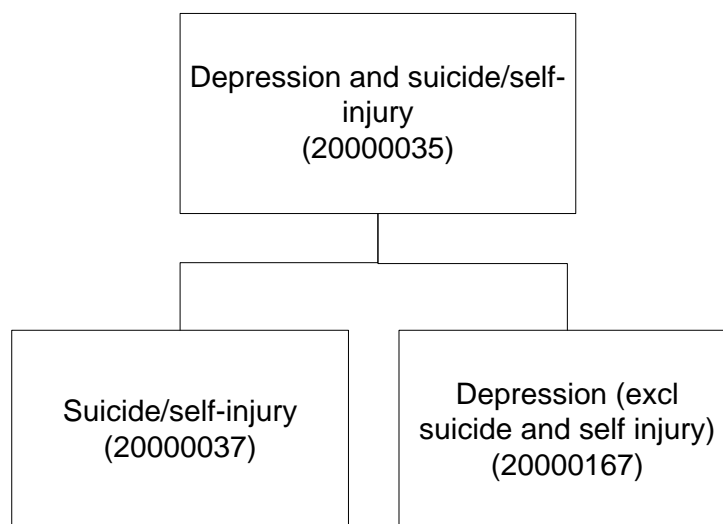 Depression and suicide/self-
injury
(20000035)
Suicide/self-injury
(20000037)
Depression (excl
suicide and self injury)
(20000167)